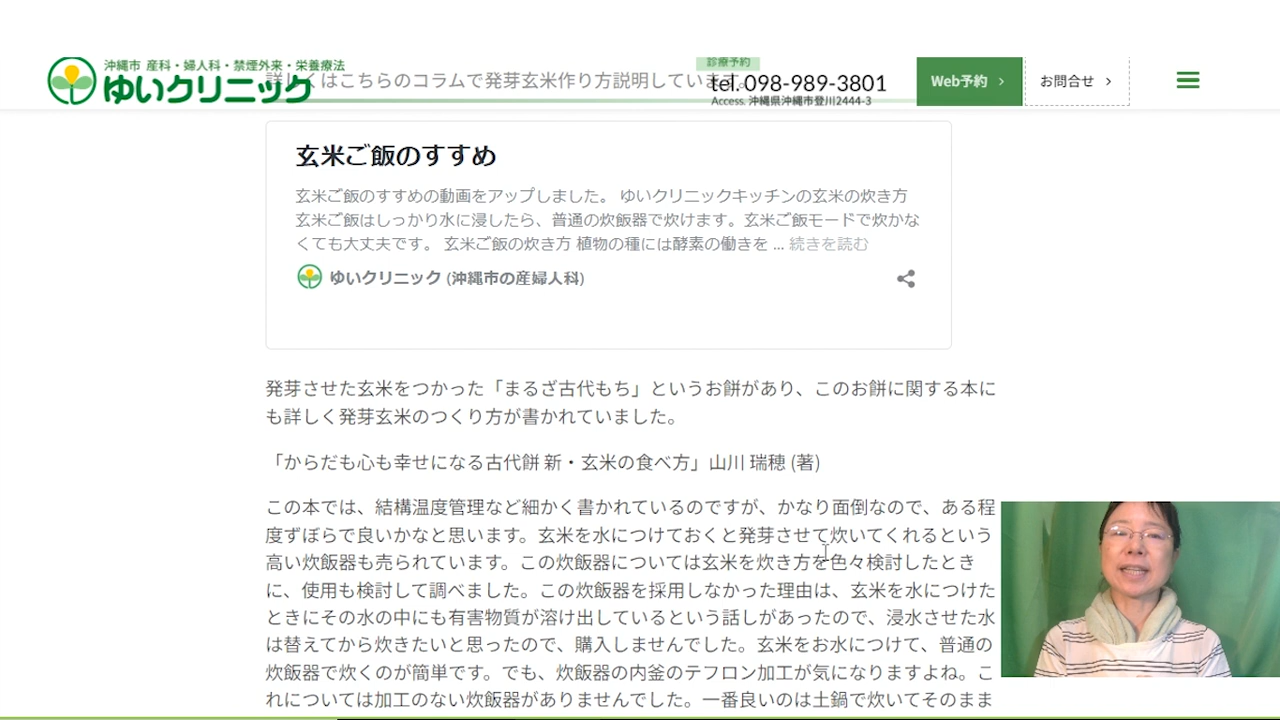 沖縄市 産科・婦人科・禁煙外来・栄養療法
ゆいクリニック
詳しくはこちらのコラムで発芽玄米作り方説明しています。
診療予約
tel. 098-989-3801
Access. 沖縄県沖縄市登川2444-3
Web予約
お問合せ
玄米ご飯のすすめ
玄米ご飯のすすめの動画をアップしました。 ゆいクリニックキッチンの玄米の炊き方
玄米ご飯はしっかり水に浸したら、普通の炊飯器で炊けます。玄米ご飯モードで炊かな
くても大丈夫です。 玄米ご飯の炊き方 植物の種には酵素の働きを ... 続きを読む
ゆいクリニック (沖縄市の産婦人科)
発芽させた玄米をつかった「まるざ古代もち」というお餅があり、このお餅に関する本に
も詳しく発芽玄米のつくり方が書かれていました。
「からだも心も幸せになる古代餅 新・玄米の食べ方」山川 瑞穂 (著)
この本では、結構温度管理など細かく書かれているのですが、かなり面倒なので、ある程
度ずぼらで良いかなと思います。玄米を水につけておくと発芽させて炊いてくれるという
高い炊飯器も売られています。この炊飯器については玄米を炊き方を色々検討したとき
に、使用も検討して調べました。この炊飯器を採用しなかった理由は、玄米を水につけた
ときにその水の中にも有害物質が溶け出しているという話しがあったので、浸水させた水
は替えてから炊きたいと思ったので、購入しませんでした。玄米をお水につけて、普通の
炊飯器で炊くのが簡単です。でも、炊飯器の内釜のテフロン加工が気になりますよね。こ
れについては加工のない炊飯器がありませんでした。一番良いのは土鍋で炊いてそのまま